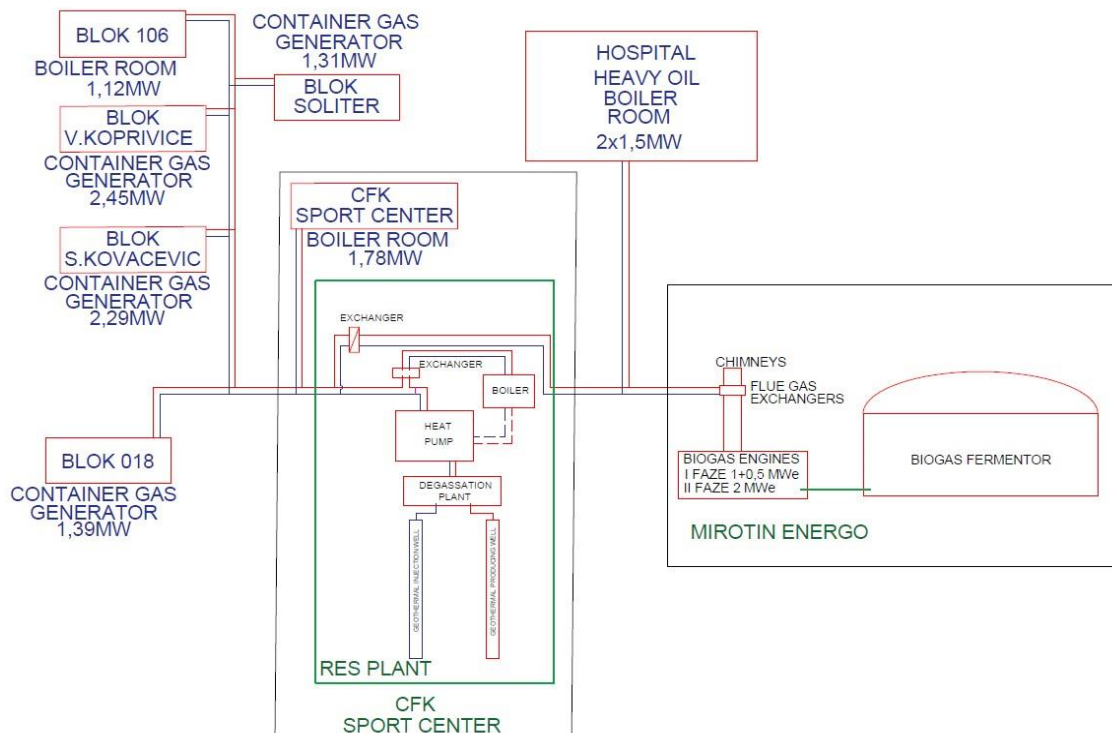 BLOK 106
BOILER ROOM
1,12MW
CONTAINER GAS
GENERATOR
1,31MW
BLOK
SOLITER
BLOK
V.KOPRIVICE
CONTAINER GAS
GENERATOR
2,45MW
BLOK
S.KOVACEVIC
CONTAINER GAS
GENERATOR
2,29MW
BLOK 018
CONTAINER GAS
GENERATOR
1,39MW
CFK
SPORT CENTER
BOILER ROOM
1,78MW
EXCHANGER
EXCHANGER
BOILER
HEAT
PUMP
DEGASSATION
PLANT
GEOTHERMAL INJECTION WELL
GEOTHERMAL PRODUCING WELL
RES PLANT
CFK
SPORT CENTER
HOSPITAL
HEAVY OIL
BOILER
ROOM
2x1,5MW
CHIMNEYS
FLUE GAS
EXCHANGERS
BIOGAS ENGINES
I FAZE 1+0,5 MWe
II FAZE 2 MWe
BIOGAS FERMENTOR
MIROTIN ENERGO